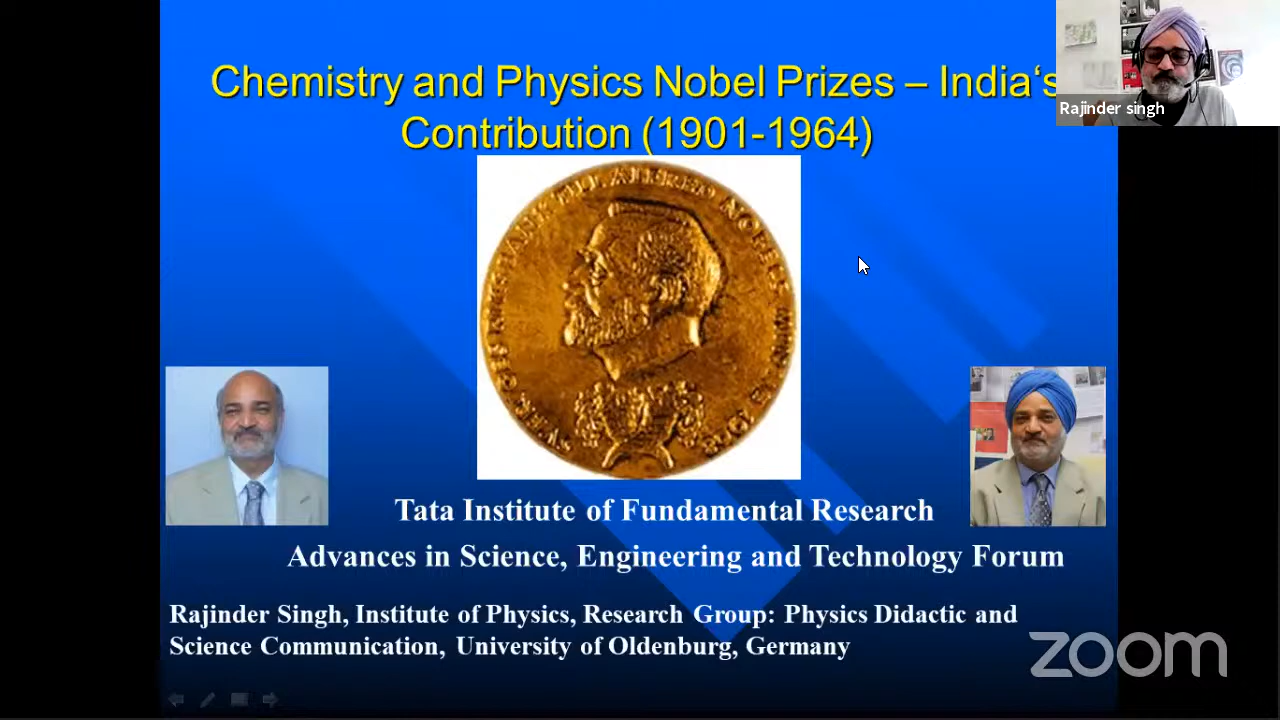 Chemistry and Physics Nobel Prizes – India‘s
Contribution (1901-1964)
Rajinder singh
Tata Institute of Fundamental Research
Advances in Science, Engineering and Technology Forum
Rajinder Singh, Institute of Physics, Research Group: Physics Didactic and
Science Communication, University of Oldenburg, Germany
zoom